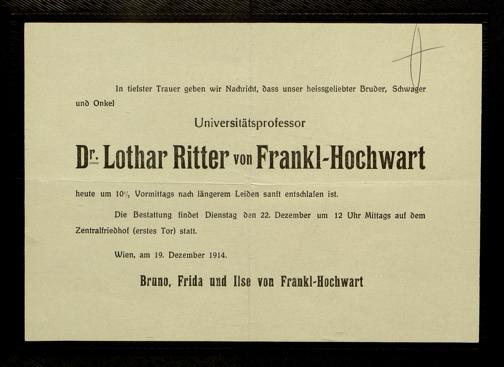 In tiefster Trauer geben wir Nachricht, dass unser heissgeliebter Bruder, Schwager
und Onkel
Universitätsprofessor
Dr. Lothar Ritter von Frankl-Hochwart
heute um 10½ Vormittags nach längerem Leiden sanft entschlafen ist.
Die Bestattung findet Dienstag den 22. Dezember um 12 Uhr Mittags auf dem
Zentralfriedhof (erstes Tor) statt.
Wien, am 19. Dezember 1914.
Bruno, Frida und Ilse von Frankl-Hochwart